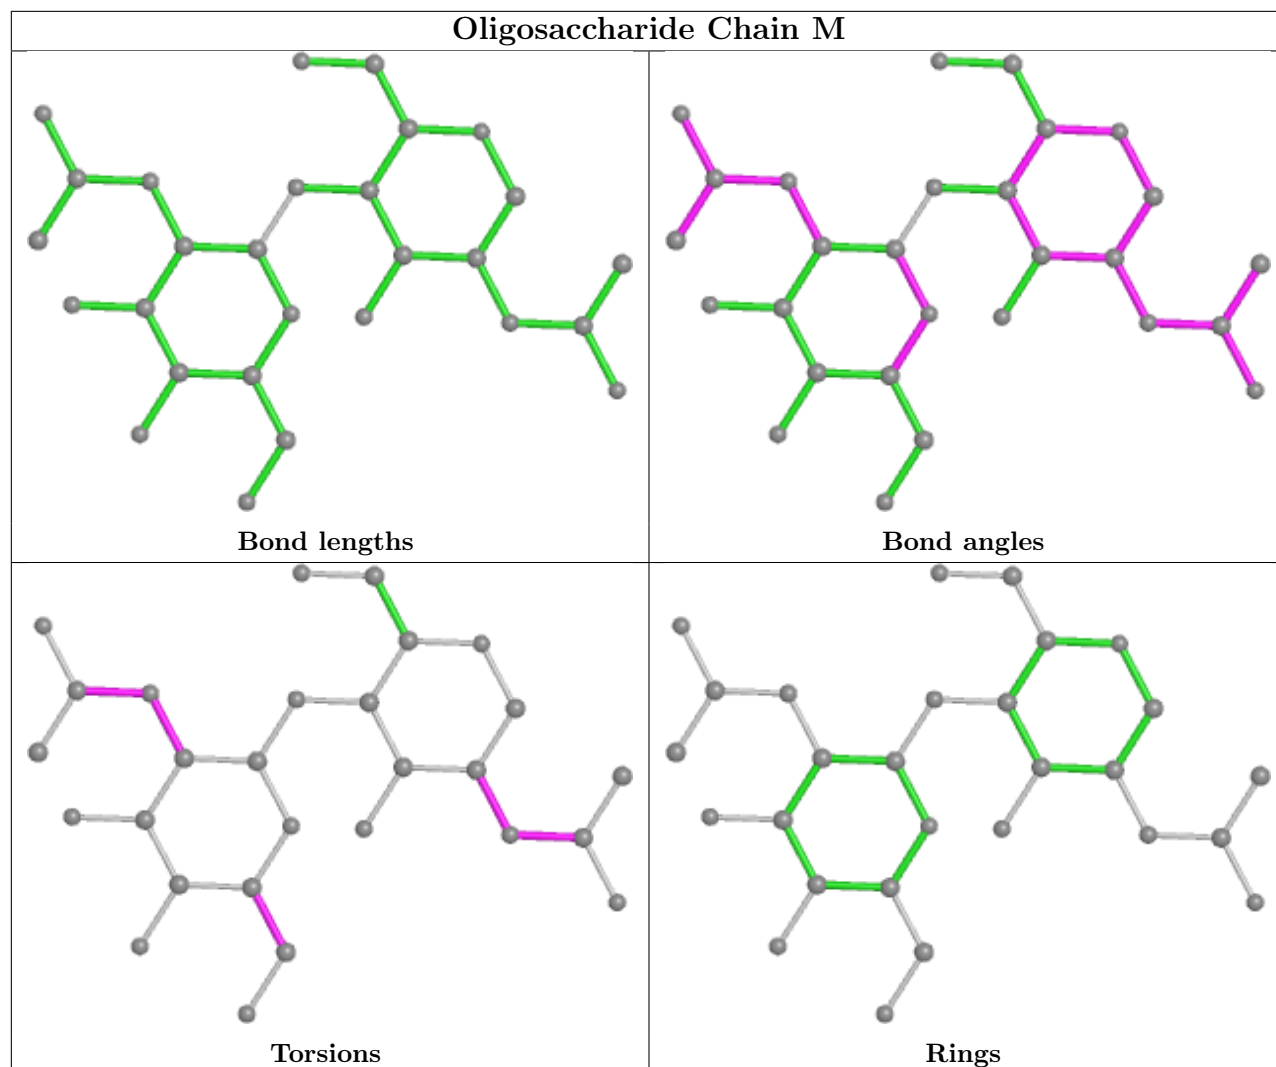 Oligosaccharide Chain M
Bond lengths
Bond angles
Torsions
Rings